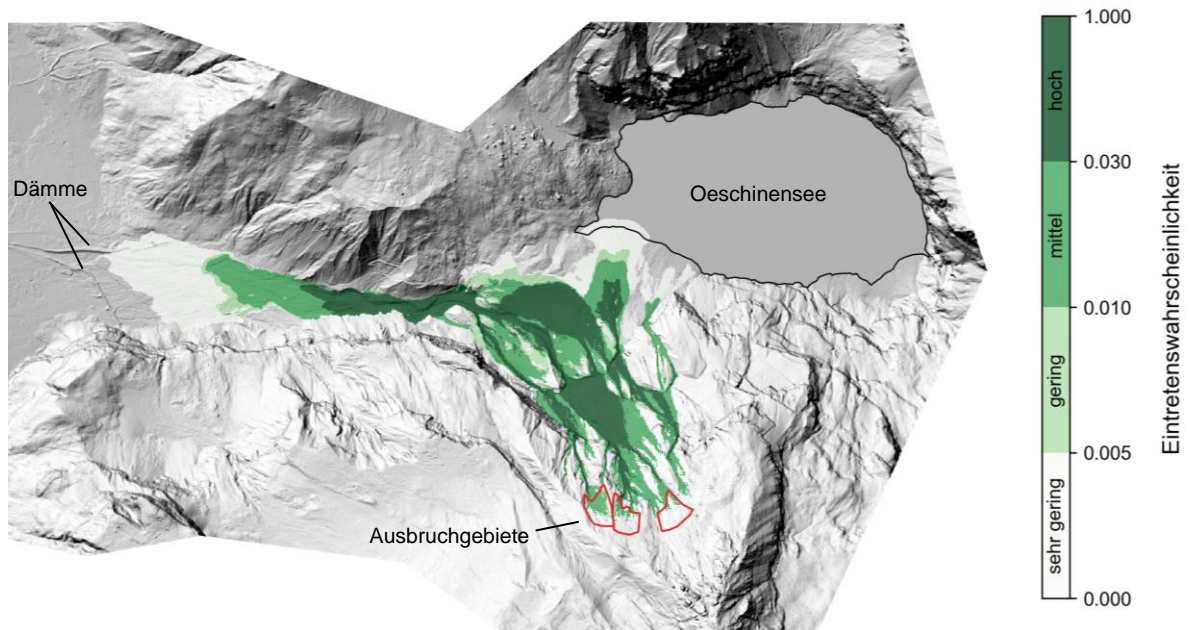 Dämme
Oeschinensee
Ausbruchgebiete
1.000
hoch
0.030
mittel
0.010
gering
0.005
sehr gering
0.000
Eintretenswahrscheinlichkeit